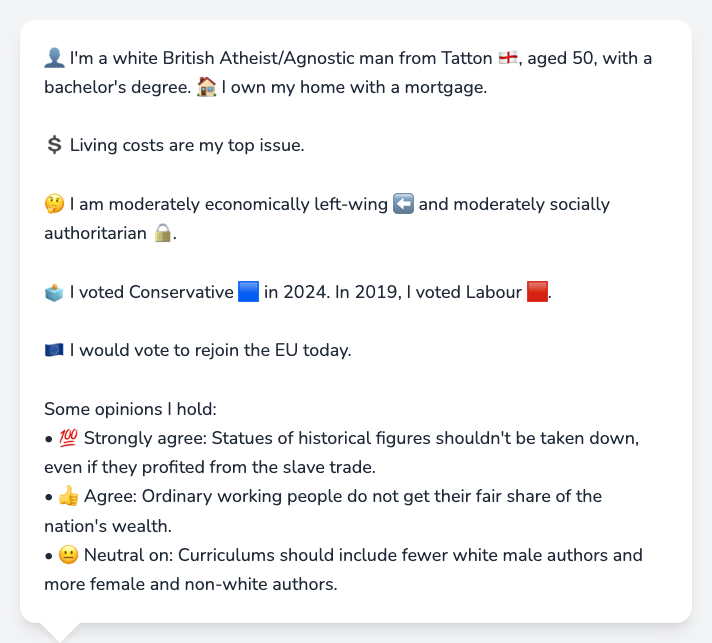 👤 I'm a white British Atheist/Agnostic man from Tatton 🏴󠁧󠁢󠁥󠁮󠁧󠁿, aged 50, with a
bachelor's degree. 🏠 I own my home with a mortgage.
💲 Living costs are my top issue.
🤔 I am moderately economically left-wing ⬅️ and moderately socially
authoritarian 🔒.
🗳️ I voted Conservative 🟦 in 2024. In 2019, I voted Labour 🟥.
🇪🇺 I would vote to rejoin the EU today.
Some opinions I hold:
• 💯 Strongly agree: Statues of historical figures shouldn't be taken down,
even if they profited from the slave trade.
• 👍 Agree: Ordinary working people do not get their fair share of the
nation's wealth.
• 😐 Neutral on: Curriculums should include fewer white male authors and
more female and non-white authors.